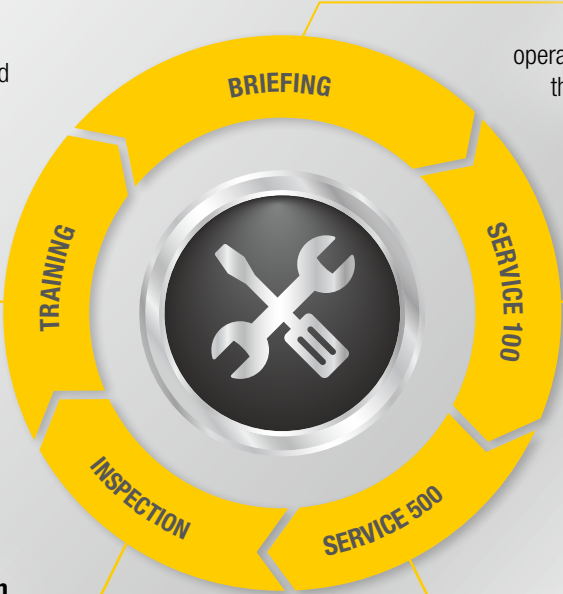 BRIEFING
SERVICE 100
SERVICE 500
INSPECTION
TRAINING